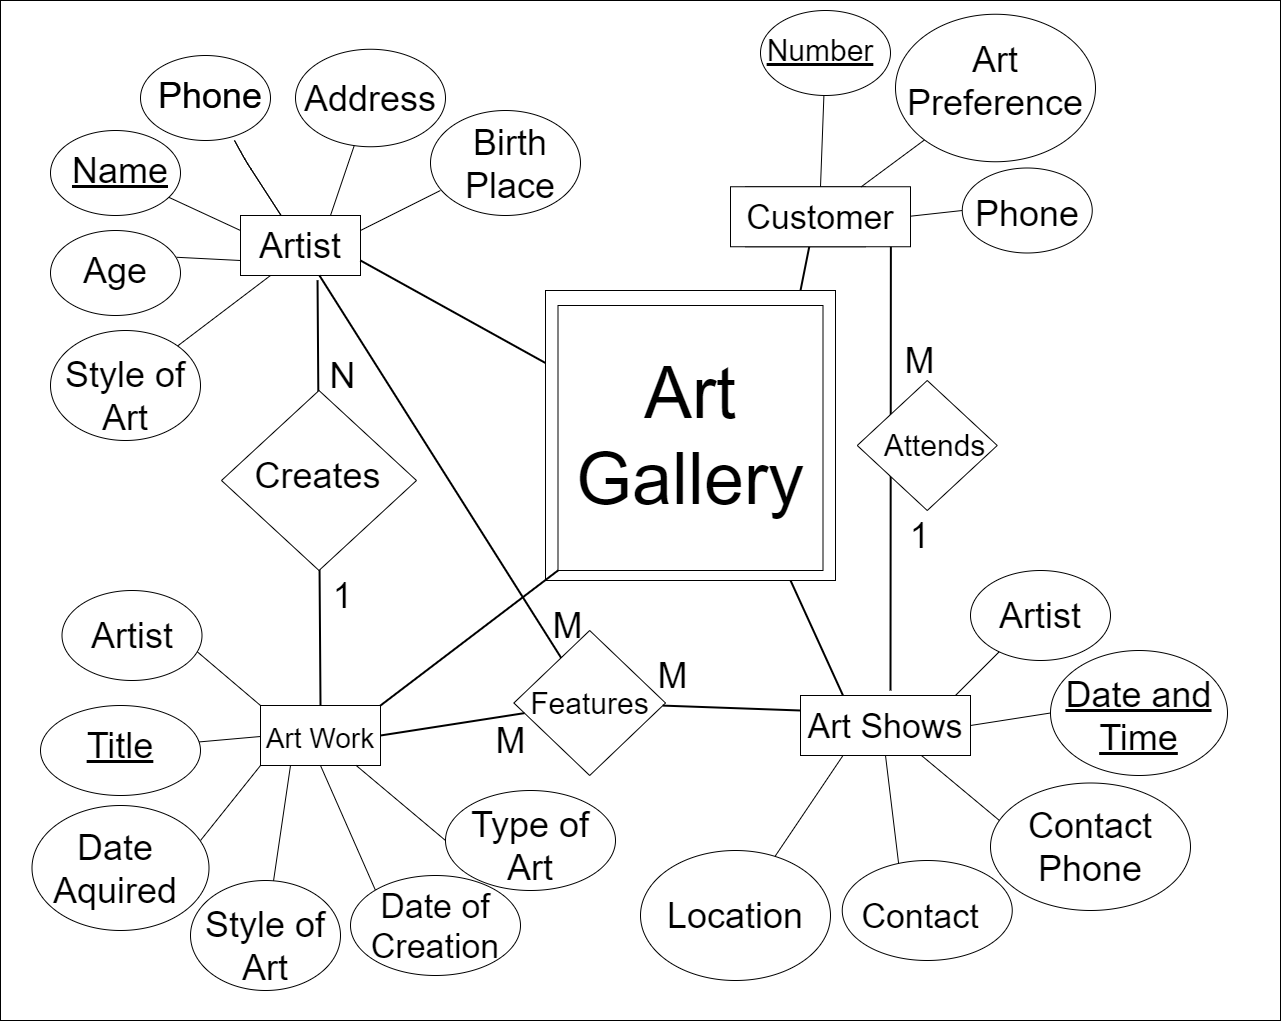 Number
Art
Preference
Phone
Address
Birth
Place
Name
Customer
Phone
Artist
Age
Style of
Art
N
M
Art
Gallery
Attends
Creates
1
1
Artist
M
Artist
M
Features
Date and
Time
Art Work
M
Art Shows
Title
Date
Aquired
Type of
Art
Contact
Phone
Style of
Art
Date of
Creation
Location
Contact